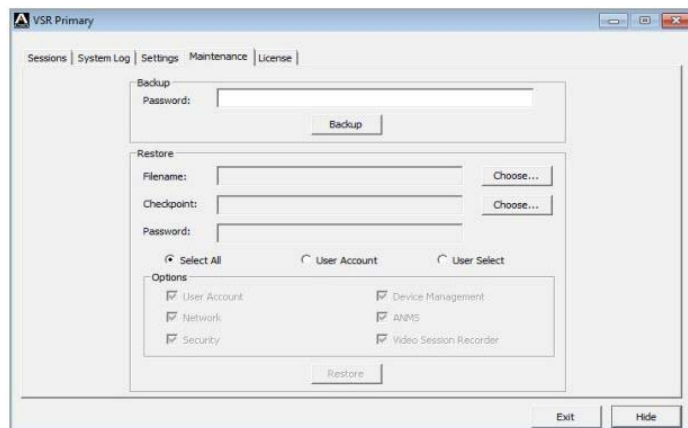 VSR Primary
Sessions System Log Settings Maintenance License
Backup
Password:
Backup
Restore
Filename: Choose...
Checkpoint: Choose...
Password:
Select All User Account User Select
Options
User Account Device Management
Network ANMS
Security Video Session Recorder
Restore
Exit Hide